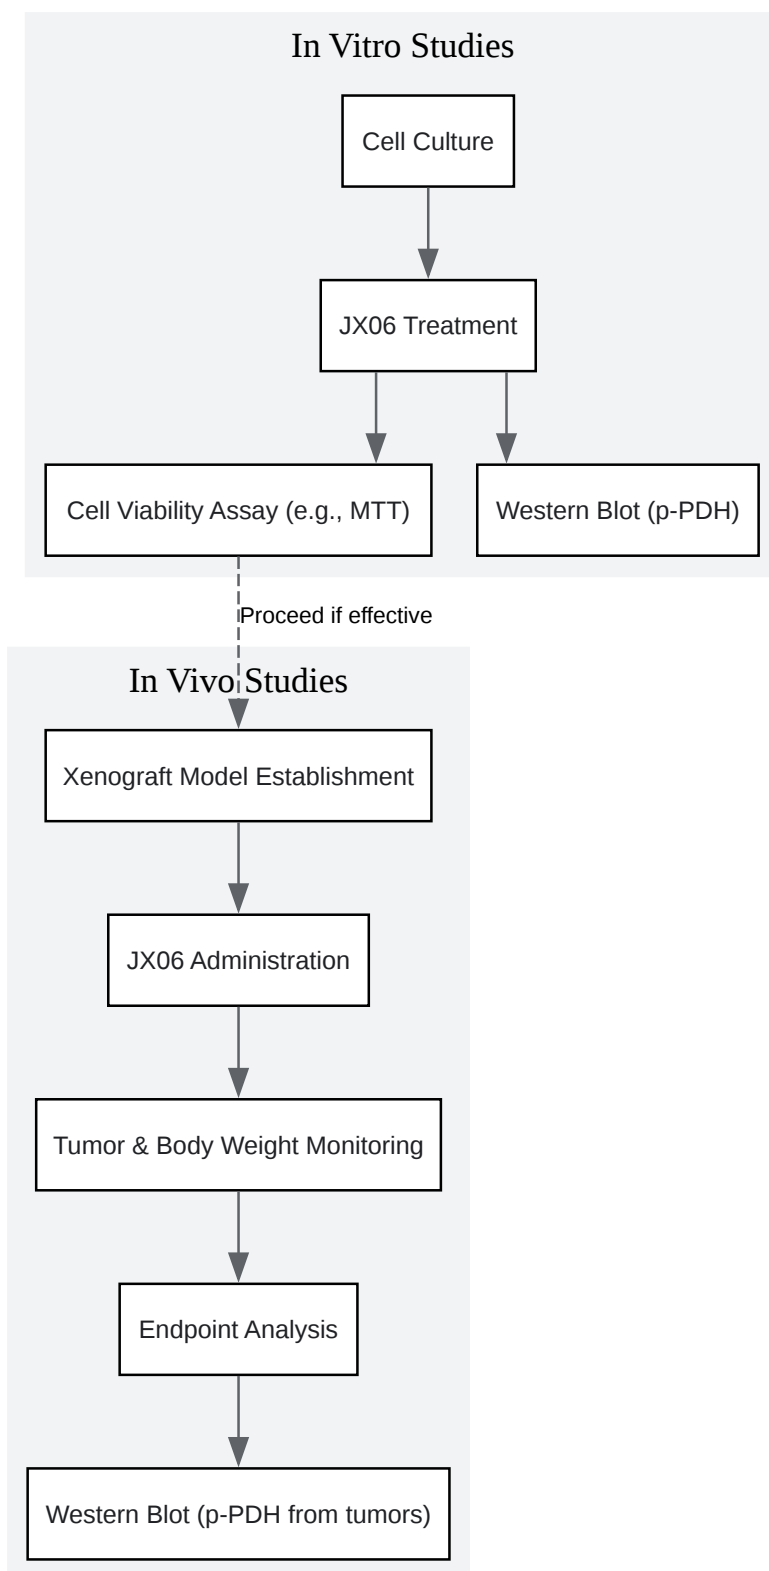 In Vitro Studies
Cell Culture
JX06 Treatment
Cell Viability Assay (e.g., MTT)
Western Blot (p-PDH)
Proceed if effective
In Vivo Studies
Xenograft Model Establishment
JX06 Administration
Tumor & Body Weight Monitoring
Endpoint Analysis
Western Blot (p-PDH from tumors)